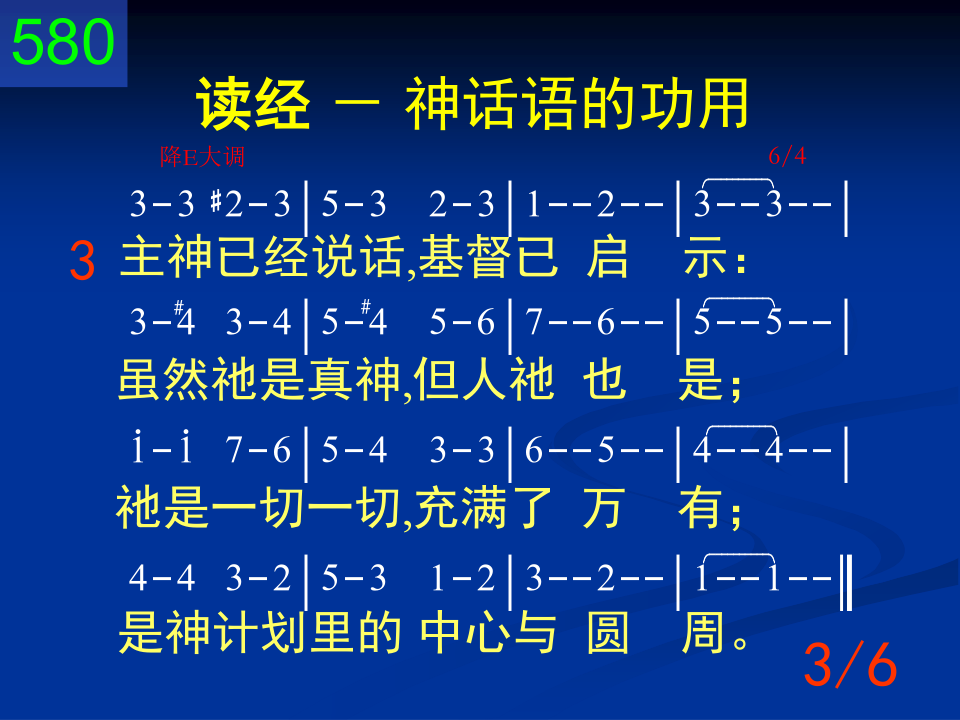 580
读经 － 神话语的功用
降E大调 6/4
3-3 #2-3|5-3 2-3|1--2--|3--3--|
3 主神已经说话,基督已 启 示：
3-#4 3-4|5-#4 5-6|7--6--|5--5--|
虽然祂是真神,但人祂 也 是；
i-i 7-6|5-4 3-3|6--5--|4--4--|
祂是一切一切,充满了 万 有；
4-4 3-2|5-3 1-2|3--2--|1--1--‖
是神计划里的 中心与 圆 周。
3/6